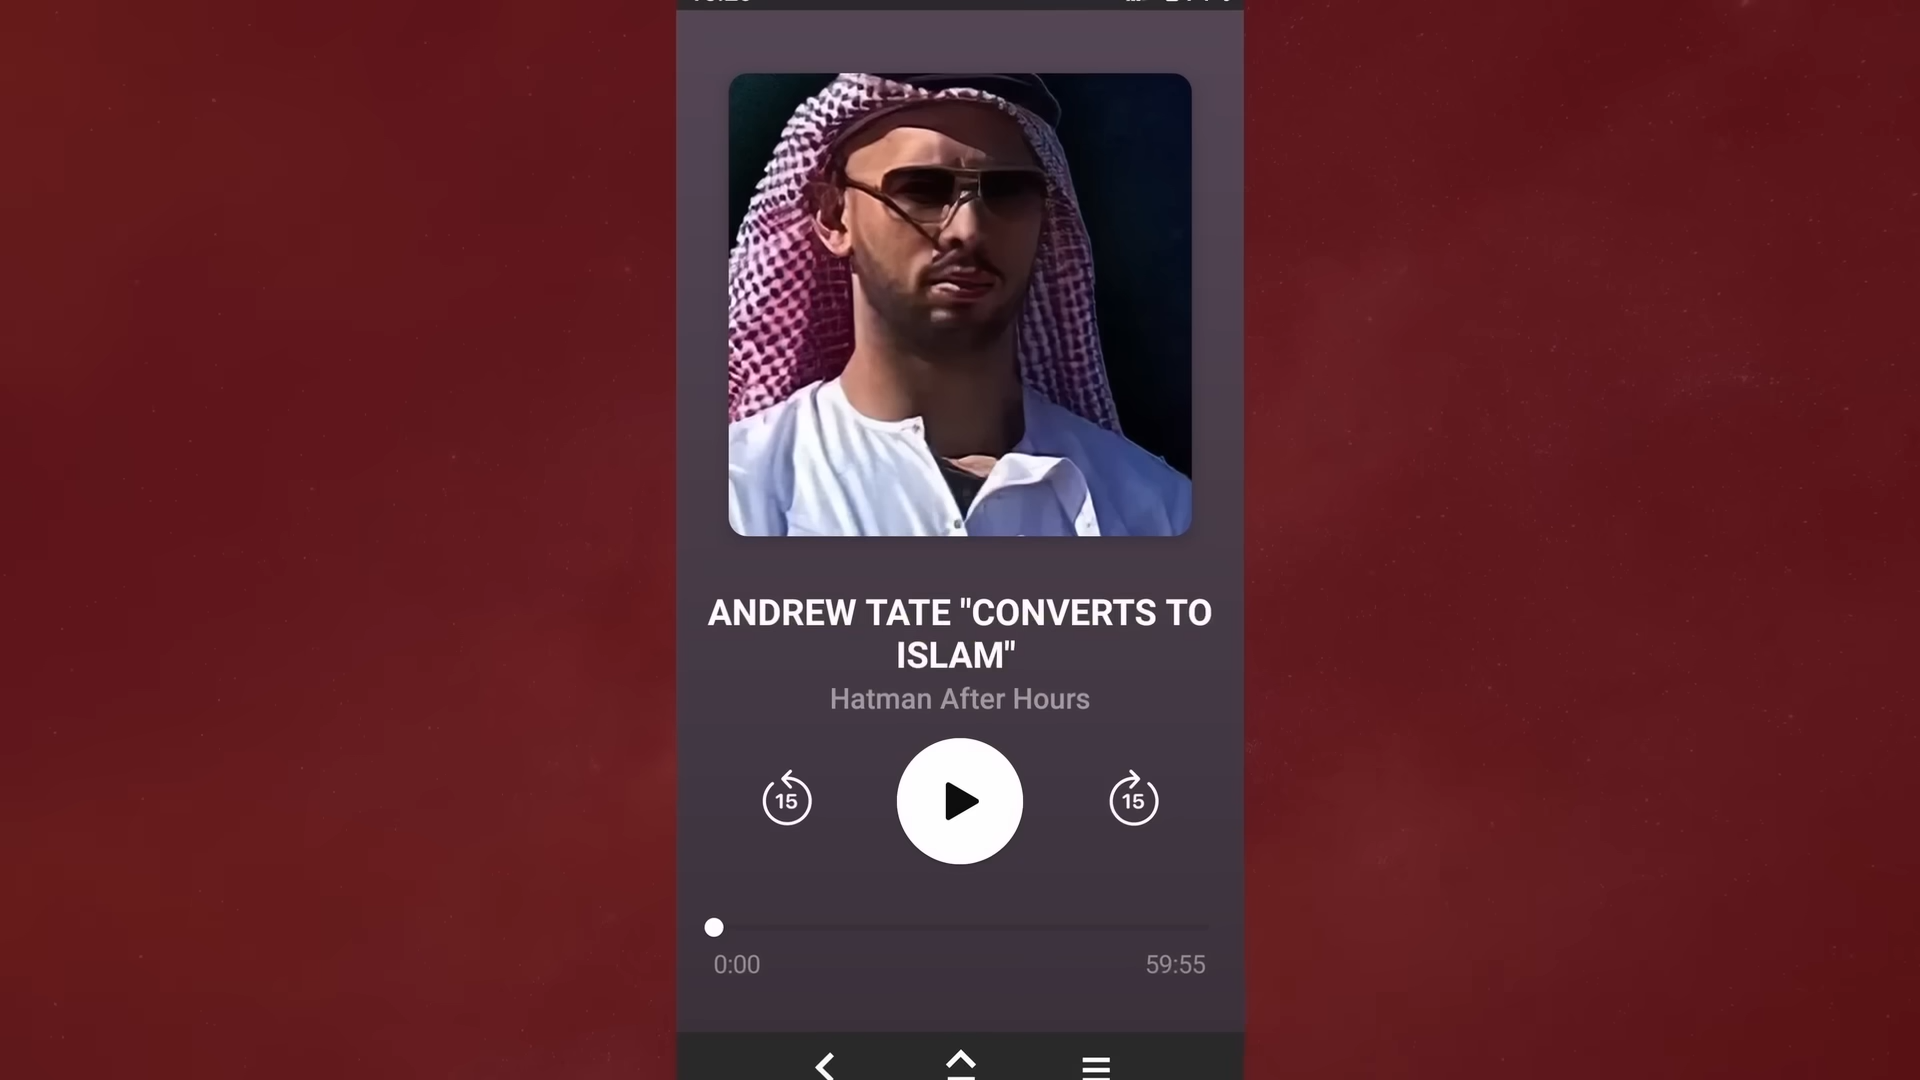 ANDREW TATE "CONVERTS TO
ISLAM"
Hatman After Hours
15
15
0:00
59:55